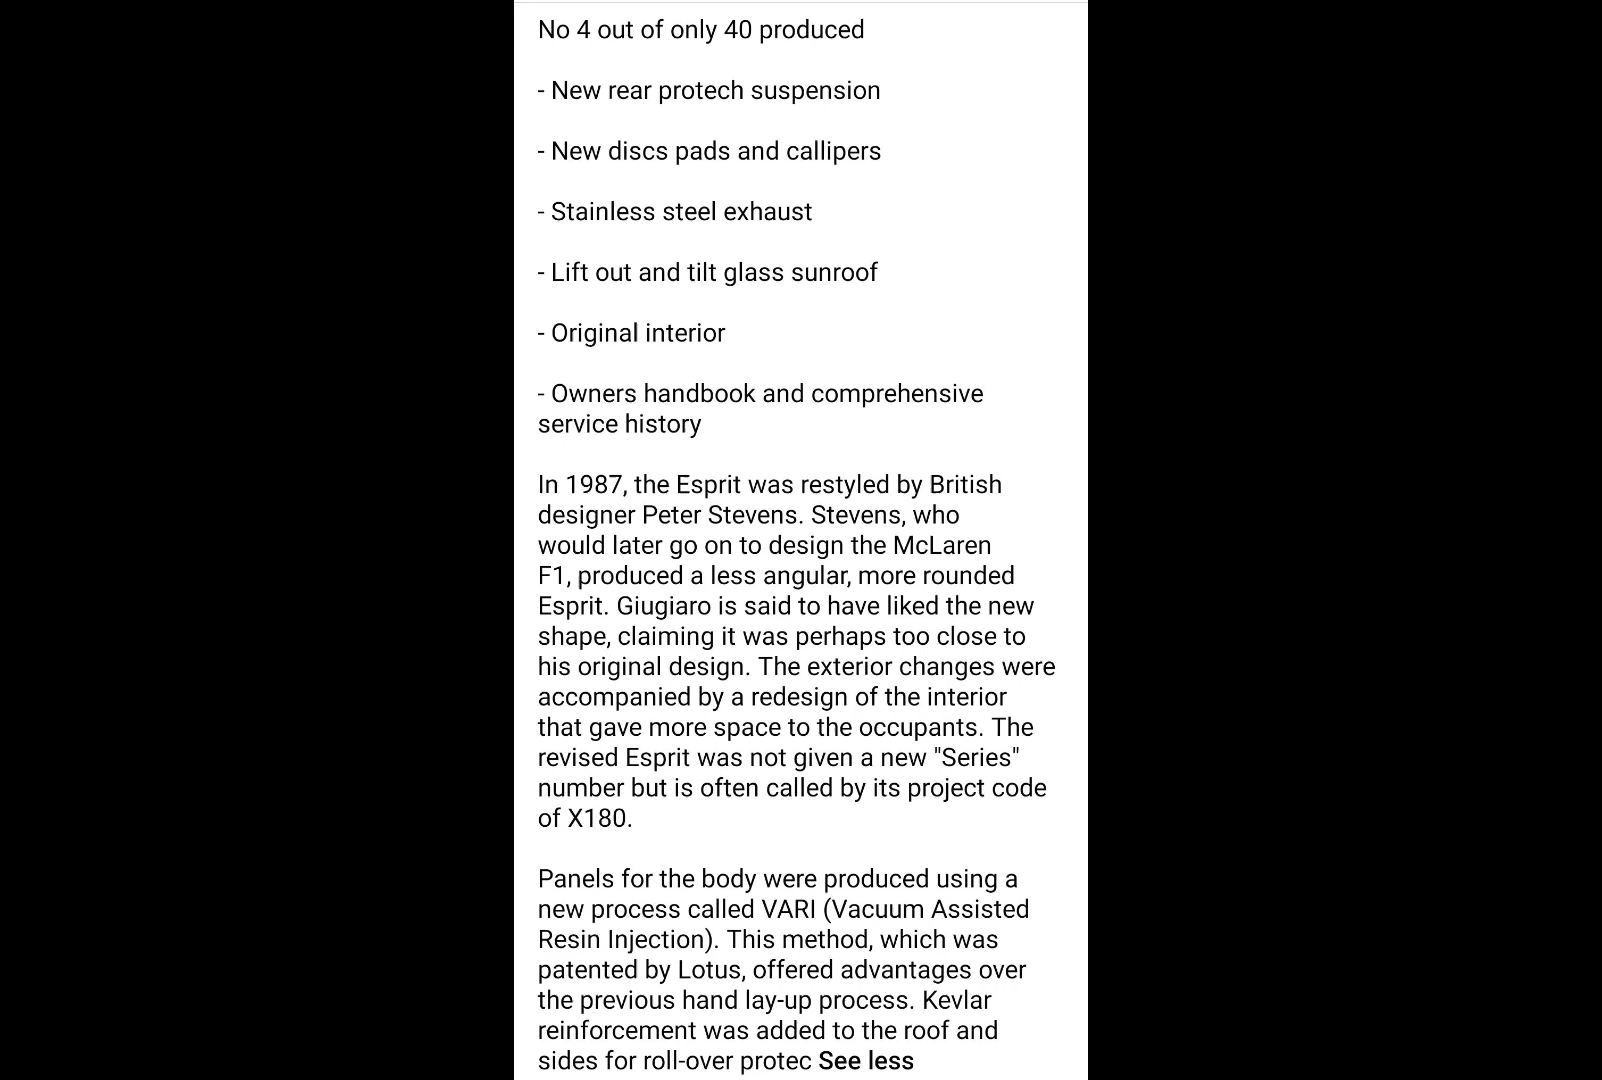 No 4 out of only 40 produced
- New rear protech suspension
- New discs pads and callipers
- Stainless steel exhaust
- Lift out and tilt glass sunroof
- Original interior
- Owners handbook and comprehensive
service history
In 1987, the Esprit was restyled by British
designer Peter Stevens. Stevens, who
would later go on to design the McLaren
F1, produced a less angular, more rounded
Esprit. Giugiaro is said to have liked the new
shape, claiming it was perhaps too close to
his original design. The exterior changes were
accompanied by a redesign of the interior
that gave more space to the occupants. The
revised Esprit was not given a new "Series"
number but is often called by its project code
of X180.
Panels for the body were produced using a
new process called VARI (Vacuum Assisted
Resin Injection). This method, which was
patented by Lotus, offered advantages over
the previous hand lay-up process. Kevlar
reinforcement was added to the roof and
sides for roll-over protec See less